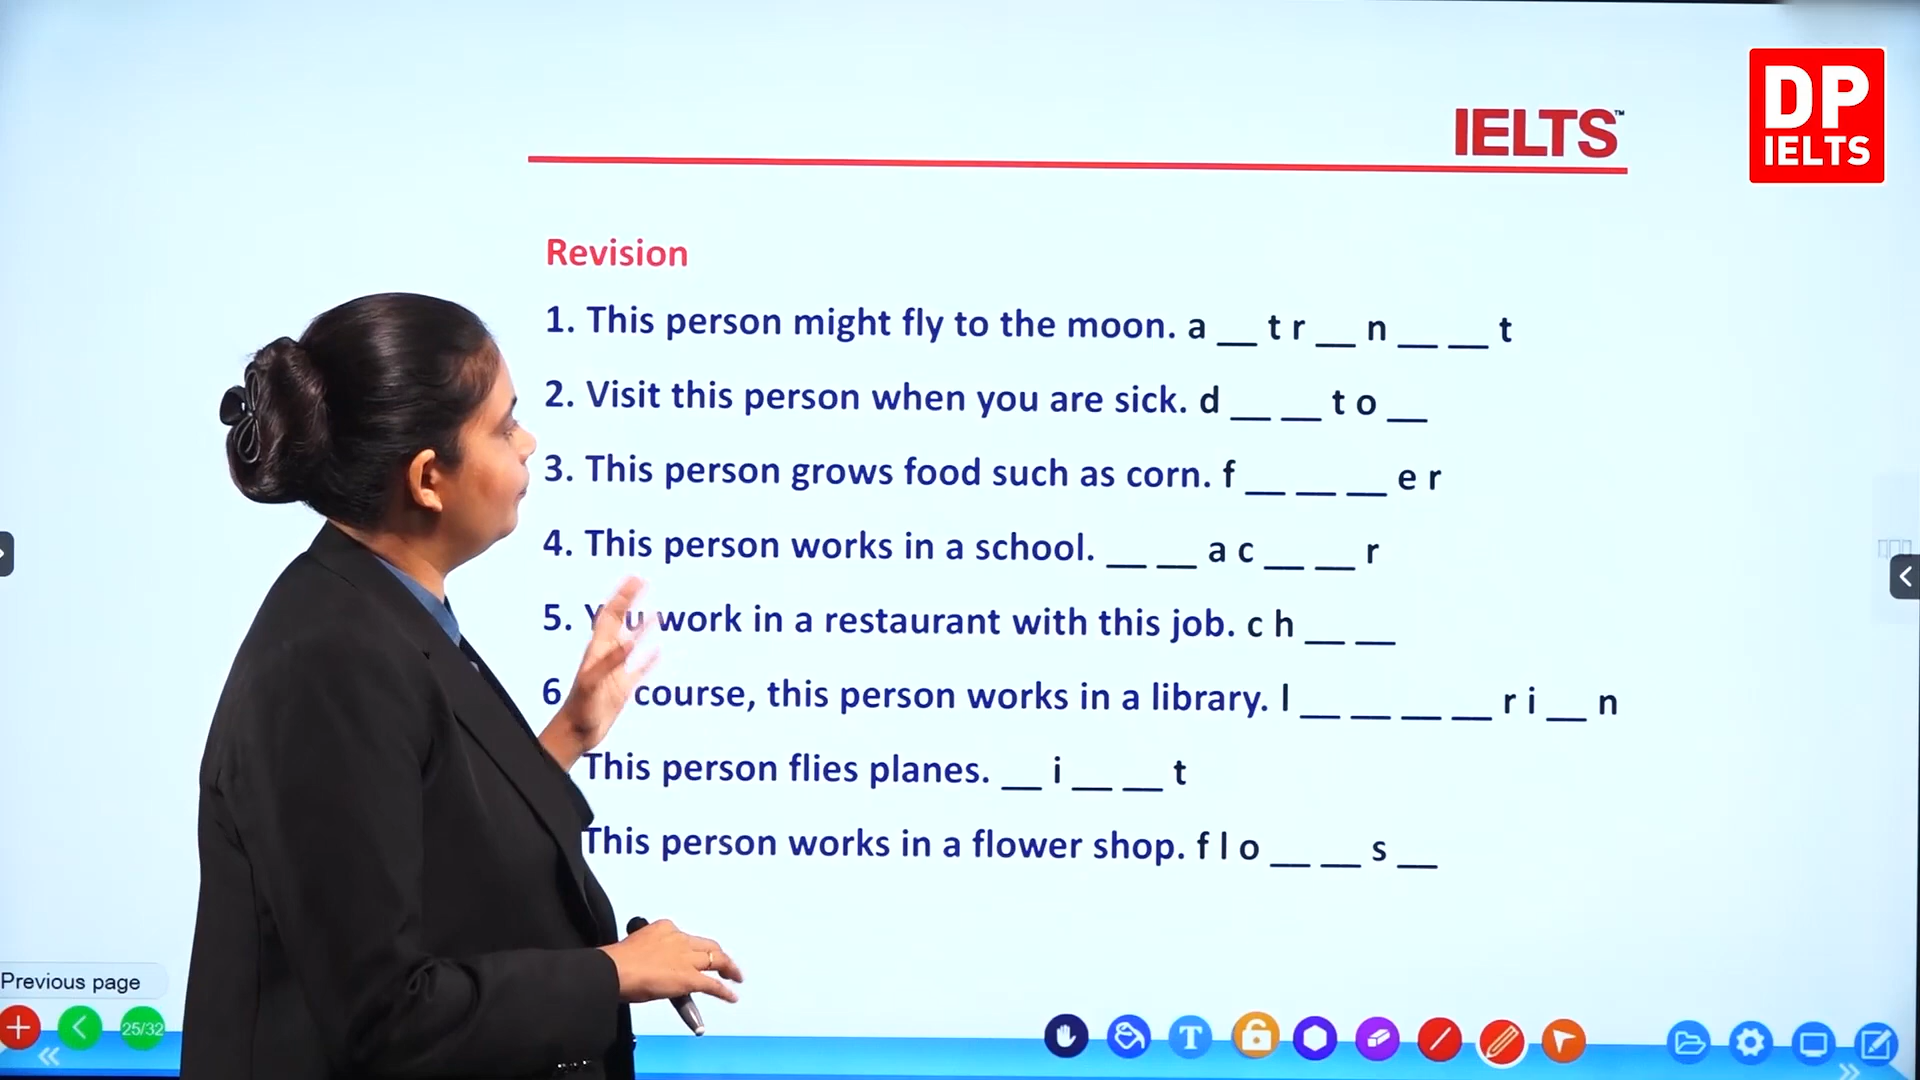 DP
IELTS
IELTS™
Revision
1. This person might fly to the moon. a __ t r __ n __ __ t
2. Visit this person when you are sick. d __ __ t o __
3. This person grows food such as corn. f __ __ __ e r
4. This person works in a school. __ __ a c __ __ r
5. You work in a restaurant with this job. c h __ __
6 course, this person works in a library. l __ __ __ __ r i __ n
This person flies planes. __ i __ __ t
This person works in a flower shop. f l o __ __ s __
Previous page
25/32
T